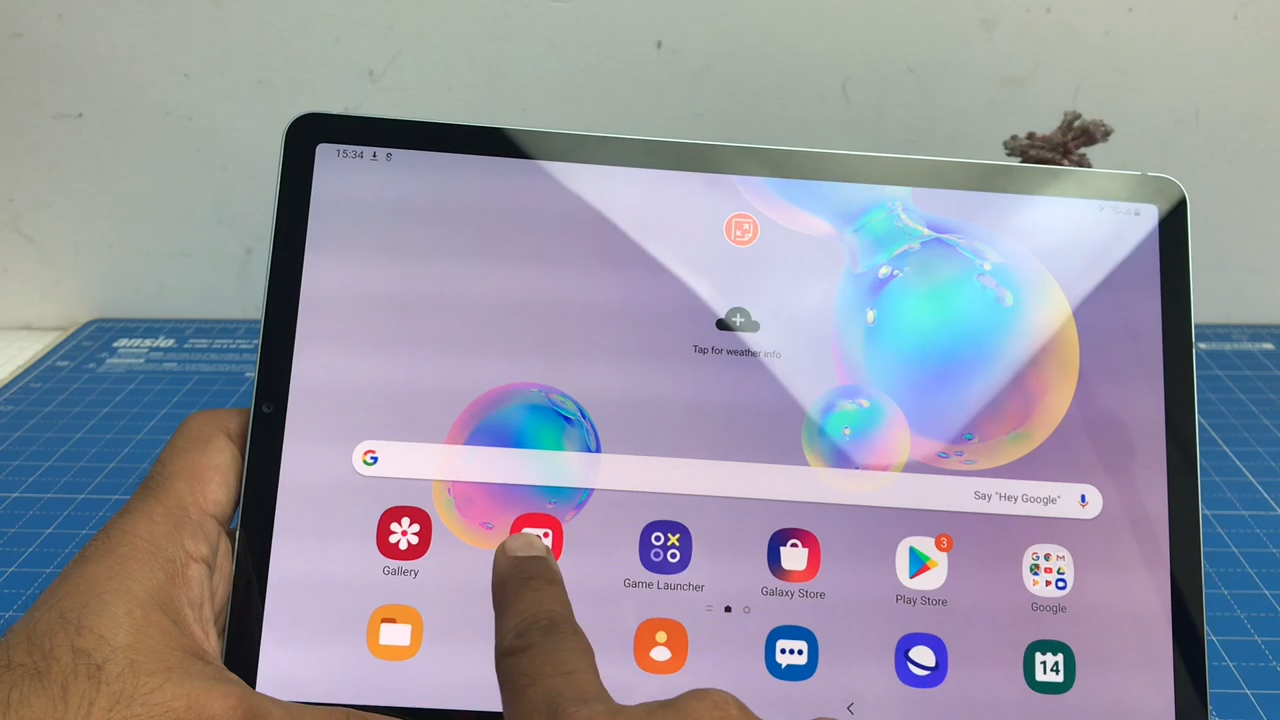 15:34
ansio
Tap for weather info
G
Say "Hey Google"
Gallery
Game Launcher
Galaxy Store
3
Play Store
Google
14